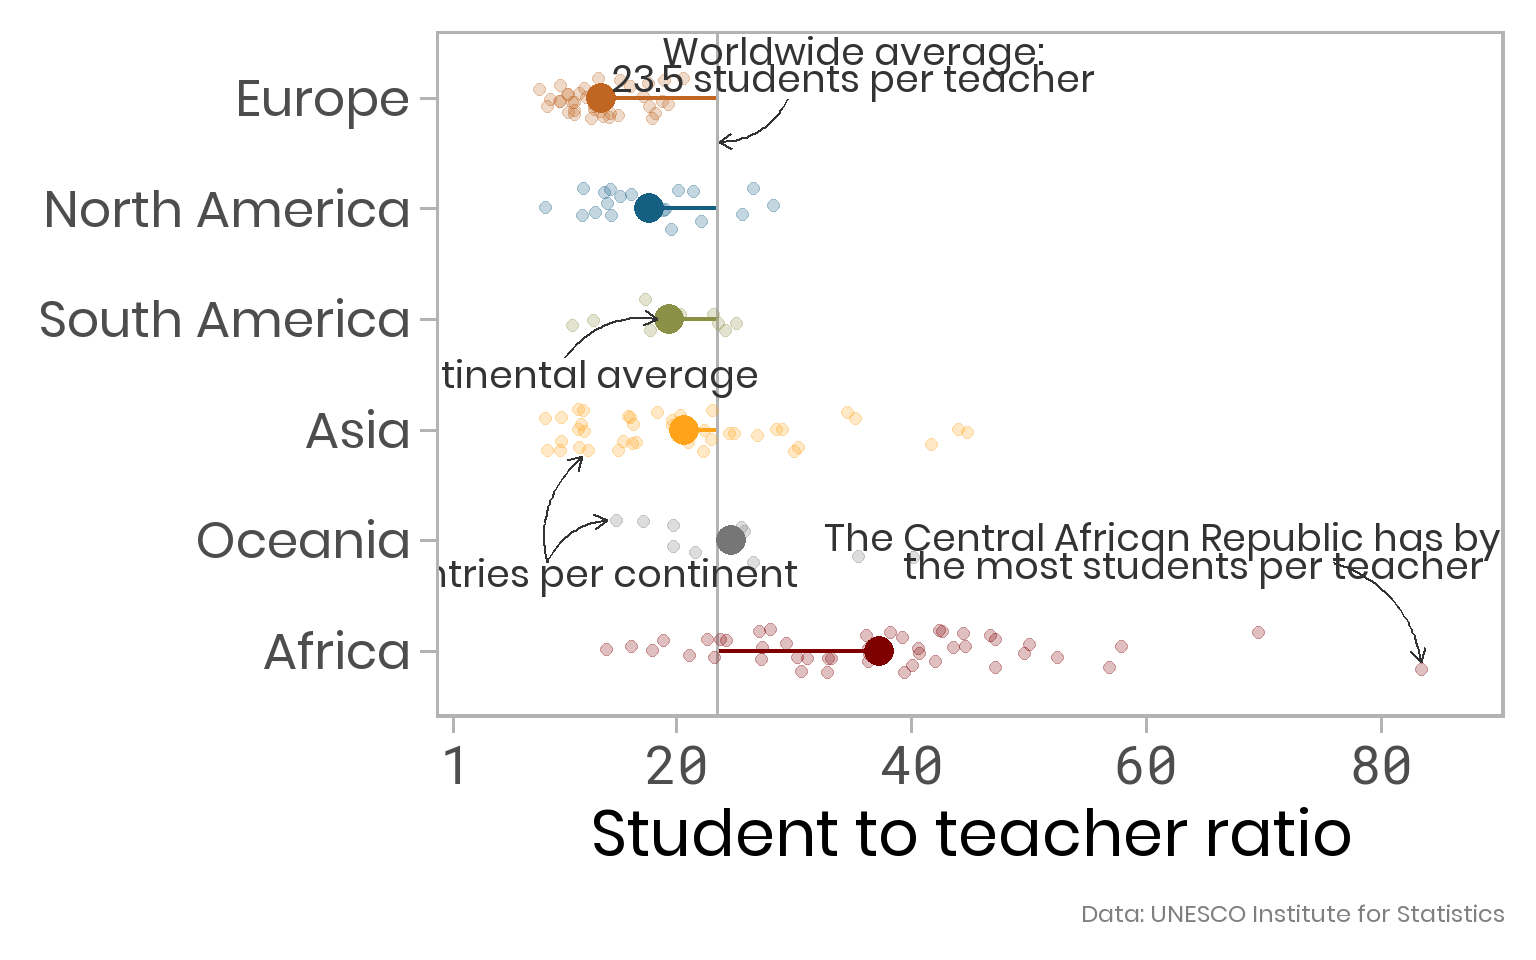 Worldwide average:
23.5 students per teacher
Europe
North America
South America
tinental average
Asia
Oceania
The Central African Republic has by
the most students per teacher
ntries per continent
Africa
1 20 40 60 80
Student to teacher ratio
Data: UNESCO Institute for Statistics